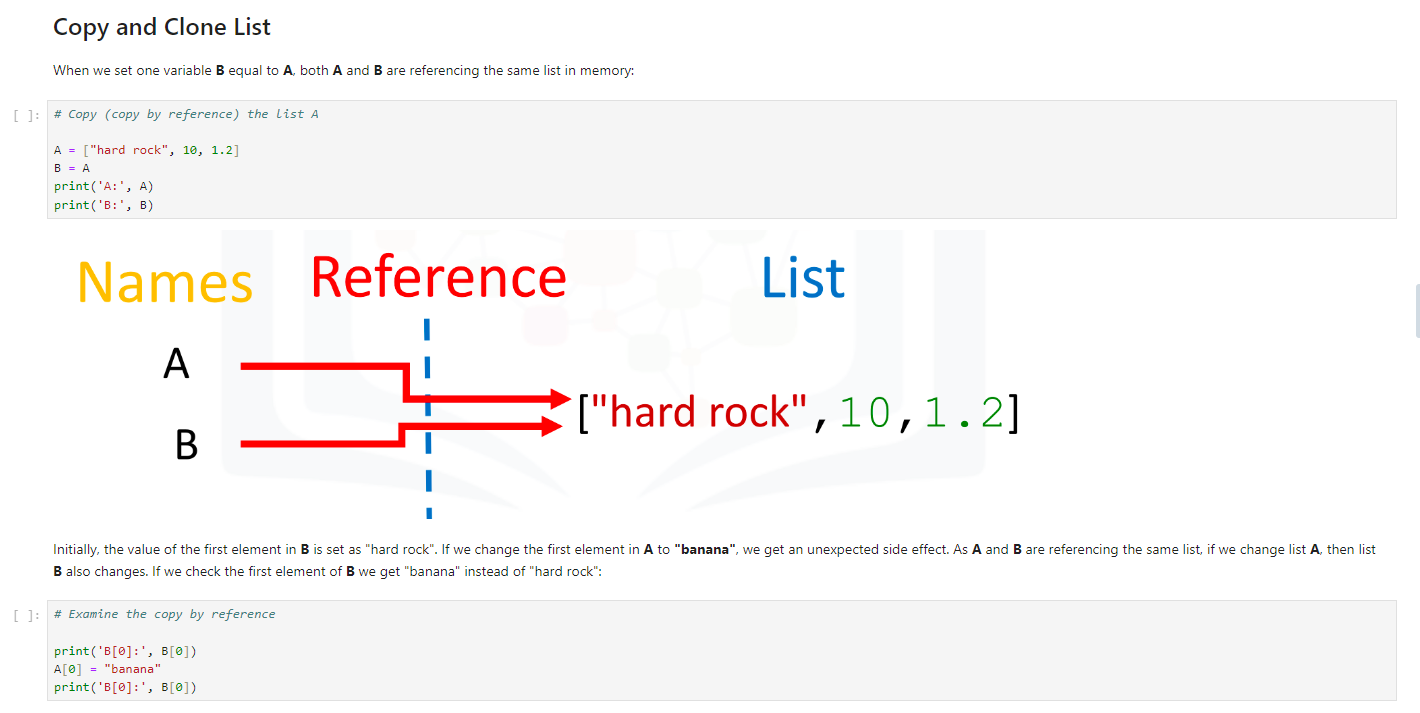 Copy and Clone List
When we set one variable B equal to A, both A and B are referencing the same list in memory:
[ ]:
# Copy (copy by reference) the list A
A = ["hard rock", 10, 1.2]
B = A
print('A:', A)
print('B:', B)
Names Reference List
A
["hard rock",10,1.2]
B
Initially, the value of the first element in B is set as "hard rock". If we change the first element in A to "banana", we get an unexpected side effect. As A and B are referencing the same list, if we change list A, then list
B also changes. If we check the first element of B we get "banana" instead of "hard rock":
[ ]:
# Examine the copy by reference
print('B[0]:', B[0])
A[0] = "banana"
print('B[0]:', B[0])